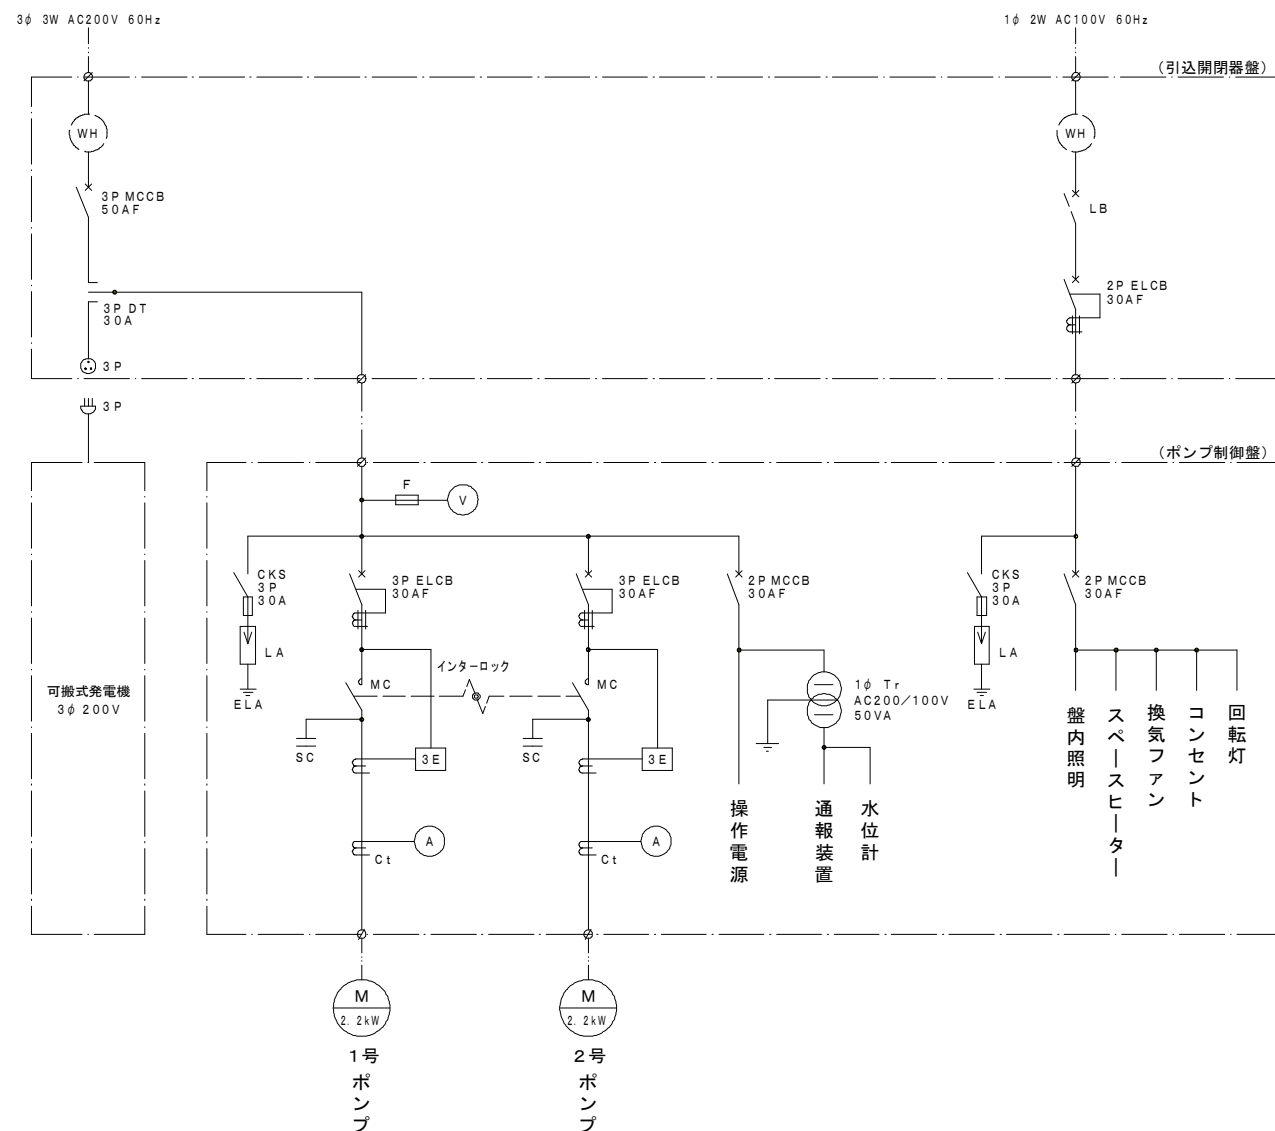 3φ 3W AC200V 60Hz
1φ 2W AC100V 60Hz
(引込開閉器盤)
WH
WH
3P MCCB
50AF
LB
2P ELCB
30AF
3P DT
30A
3P
3P
(ポンプ制御盤)
F
V
CKS
3P
30A
3P ELCB
30AF
3P ELCB
30AF
2P MCCB
30AF
CKS
3P
30A
2P MCCB
30AF
LA
LA
可搬式発電機
3φ 200V
ELA
MC
インターロック
MC
1φ Tr
AC200/100V
50VA
ELA
SC
3E
SC
3E
盤内照明
スペースヒーター
換気ファン
コンセント
回転灯
A
Ct
A
Ct
操作電源
通報装置
水位計
M
2.2kW
M
2.2kW
1号
ポンプ
2号
ポンプ